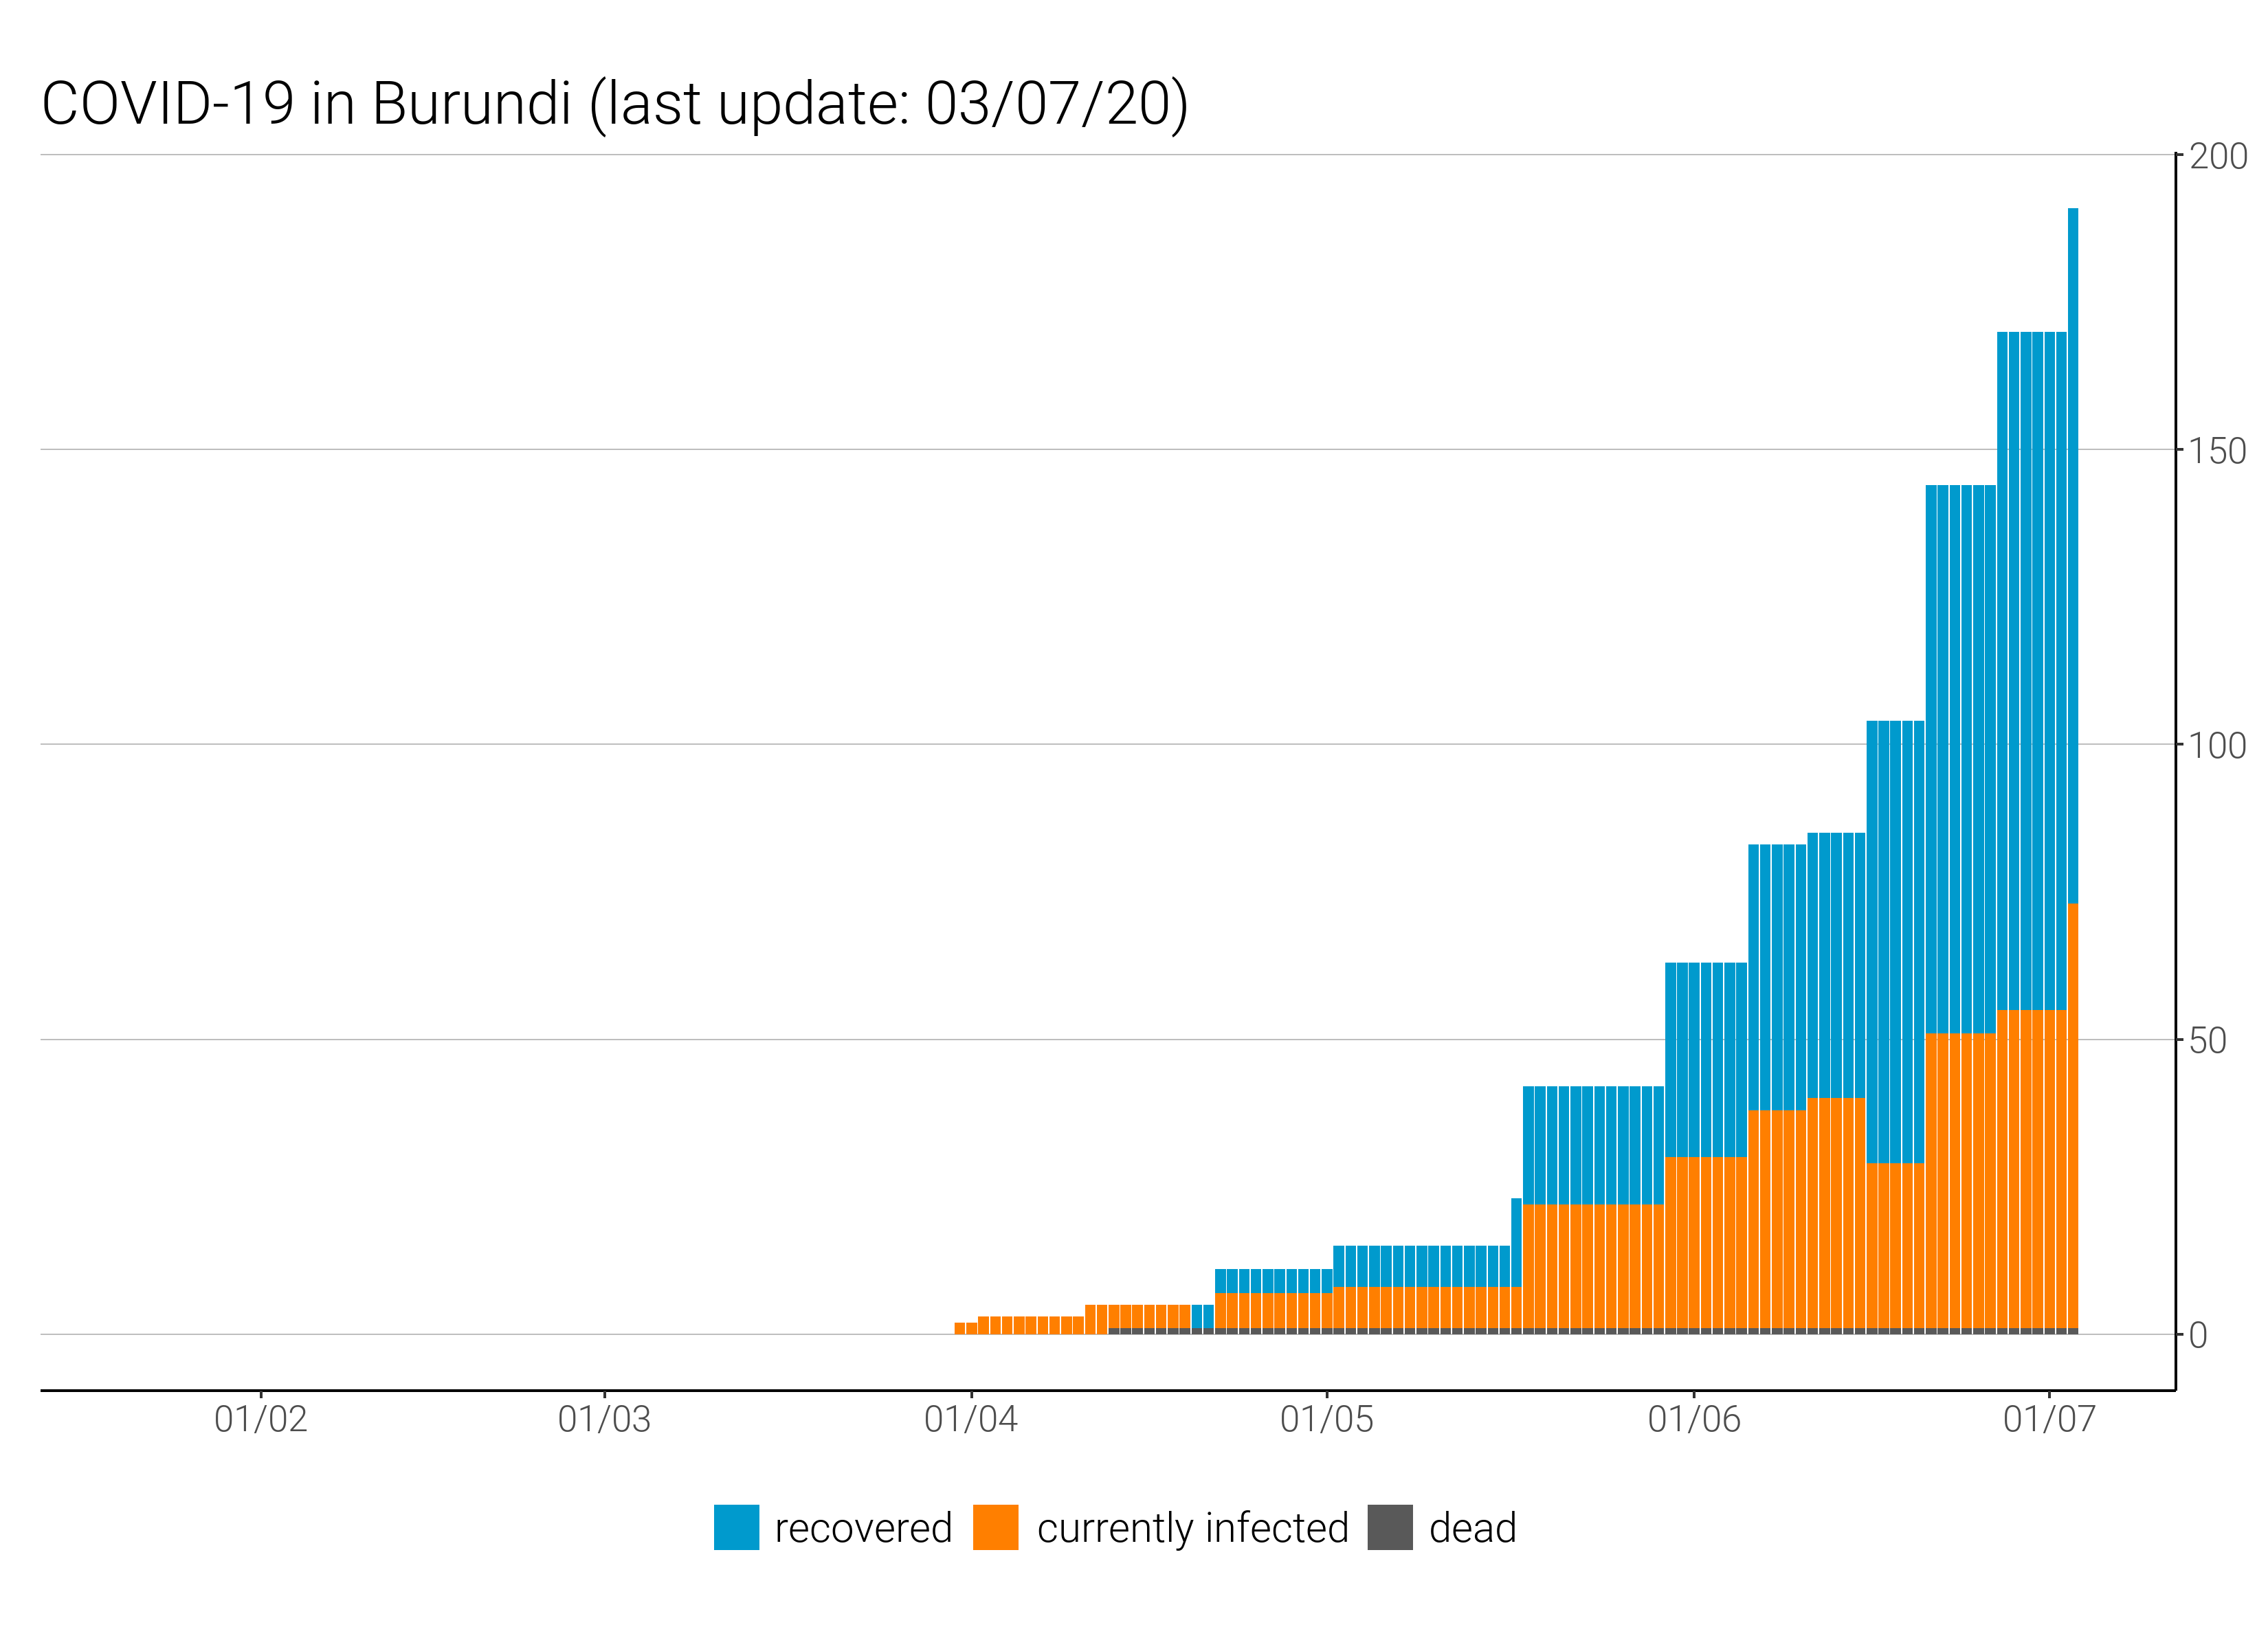 COVID-19 in Burundi (last update: 03/07/20)
200
150
100
50
0
01/02 01/03 01/04 01/05 01/06 01/07
recovered currently infected dead